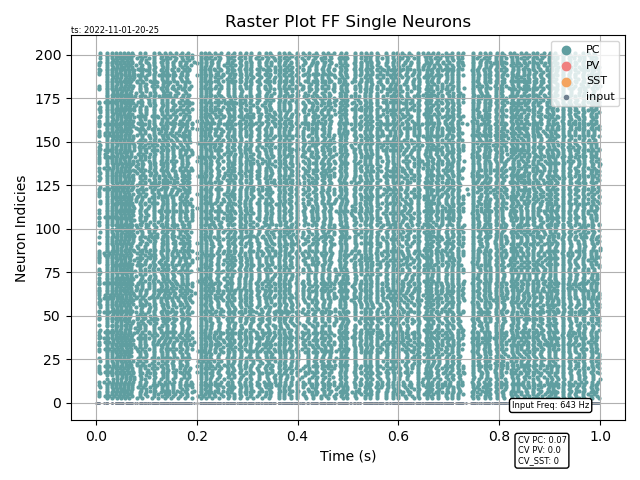 Raster Plot FF Single Neurons
ts: 2022-11-01-20-25
PC
PV
SST
input
200
175
150
125
100
75
50
25
0
Neuron Indicies
Input Freq: 643 Hz
0.0 0.2 0.4 0.6 0.8 1.0
Time (s)
CV PC: 0.07
CV PV: 0.0
CV_SST: 0